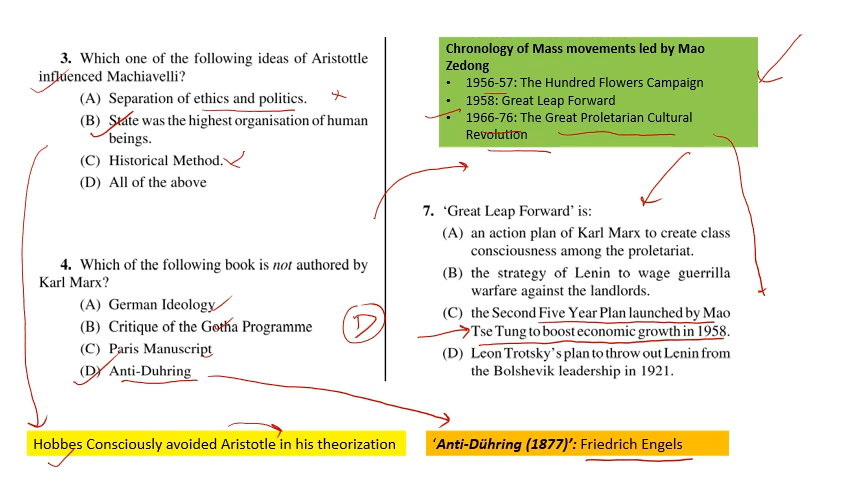 3. Which one of the following ideas of Aristottle
influenced Machiavelli?
(A) Separation of ethics and politics.
(B) State was the highest organisation of human
beings.
(C) Historical Method.
(D) All of the above
4. Which of the following book is not authored by
Karl Marx?
(A) German Ideology
(B) Critique of the Gotha Programme
(C) Paris Manuscript
(D) Anti-Duhring
D
Hobbes Consciously avoided Aristotle in his theorization
Chronology of Mass movements led by Mao
Zedong
• 1956-57: The Hundred Flowers Campaign
• 1958: Great Leap Forward
• 1966-76: The Great Proletarian Cultural
Revolution
7. ‘Great Leap Forward’ is:
(A) an action plan of Karl Marx to create class
consciousness among the proletariat.
(B) the strategy of Lenin to wage guerrilla
warfare against the landlords.
(C) the Second Five Year Plan launched by Mao
Tse Tung to boost economic growth in 1958.
(D) Leon Trotsky’s plan to throw out Lenin from
the Bolshevik leadership in 1921.
‘Anti-Dühring (1877)’: Friedrich Engels